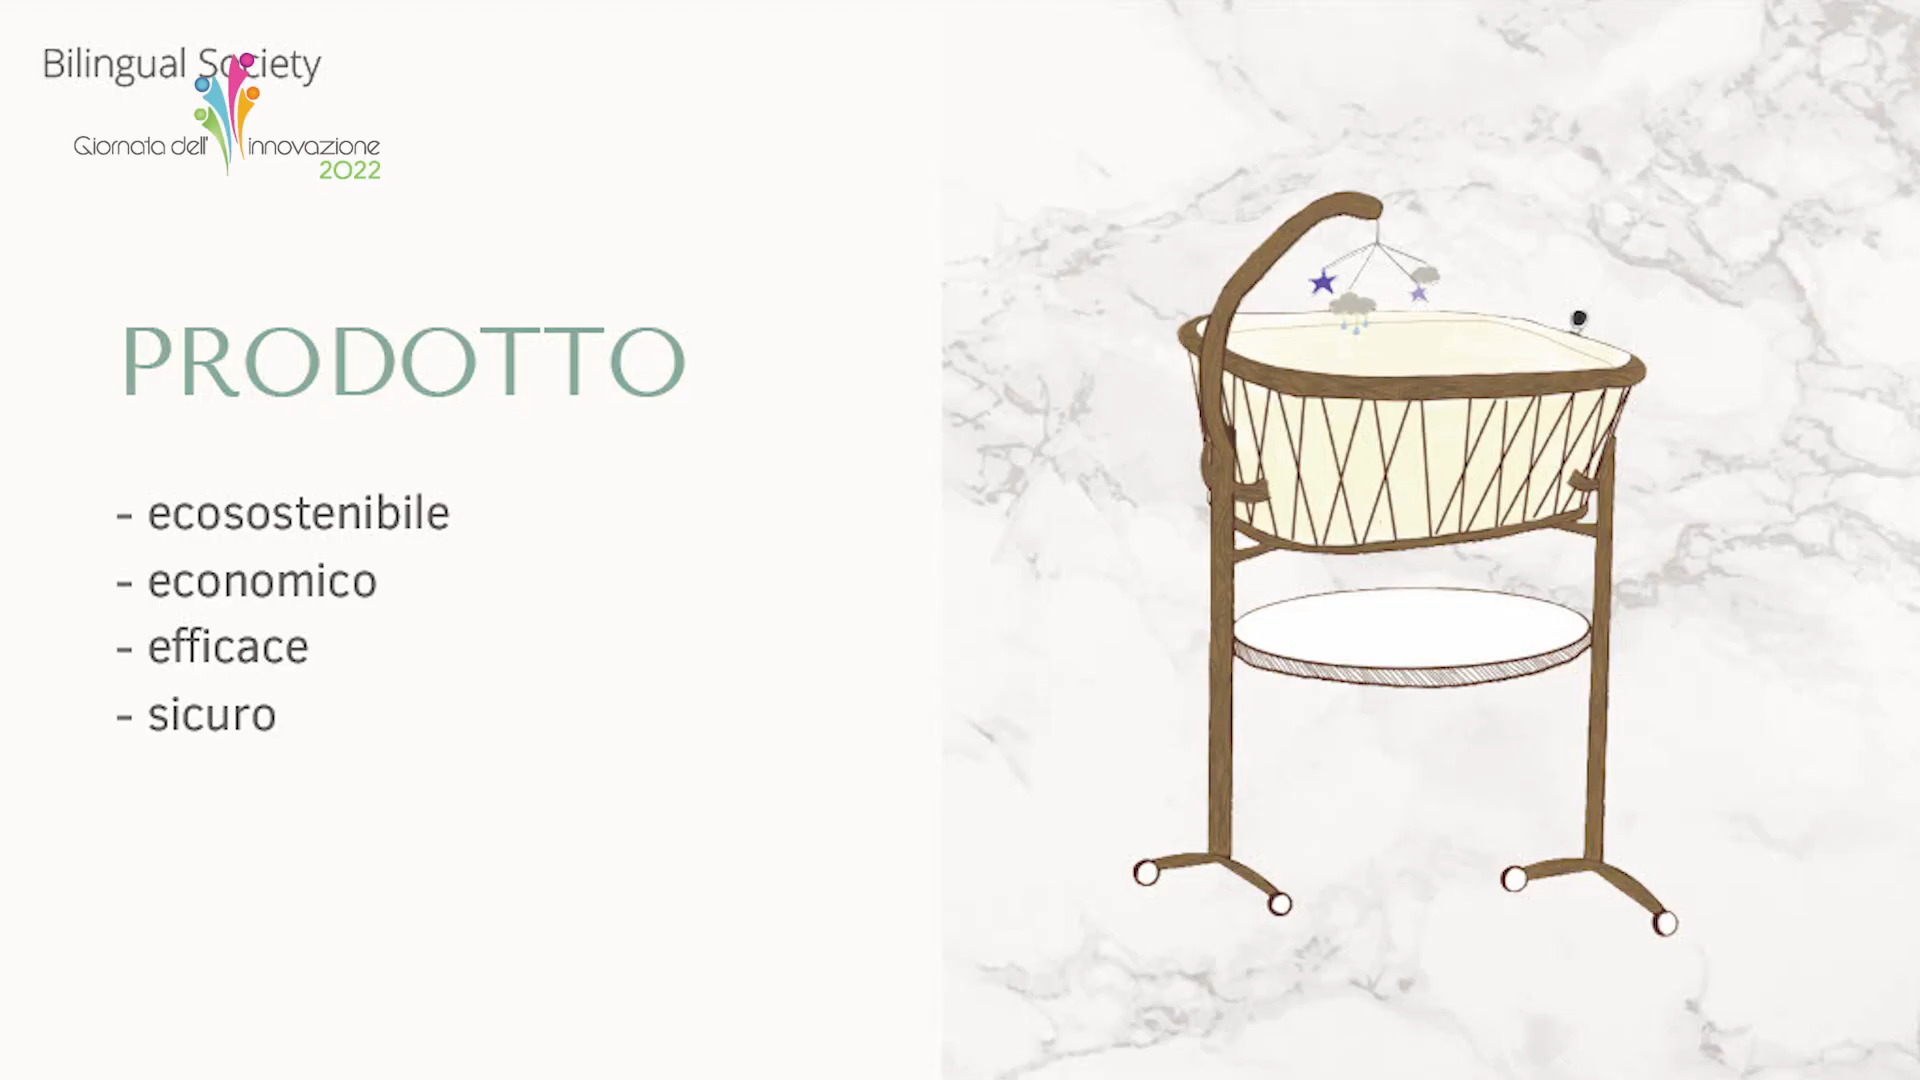 Bilingual Society
Giornata dell'innovazione
2022
PRODOTTO
- ecosostenibile
- economico
- efficace
- sicuro